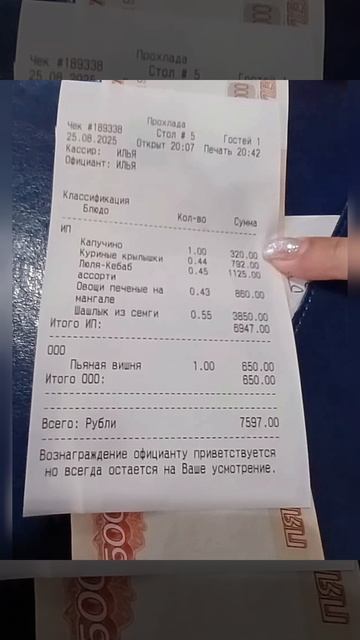 Прохлада
Чек #189338 Стол # 5 Гостей 1
25.08.2025 Открыт 20:07 Печать 20:42
Кассир: ИЛЬЯ
Официант: ИЛЬЯ
Классификация
Блюдо Кол-во Сумма
ИП
Капучино 1.00 320.00
Куриные крылышки 0.44 792.00
Люля-Кебаб 0.45 1125.00
ассорти
Овощи печеные на 0.43 860.00
мангале
Шашлык из семги 0.55 3850.00
Итого ИП: 6947.00
ООО
Пьяная вишня 1.00 650.00
Итого ООО: 650.00
Всего: Рубли 7597.00
Вознаграждение официанту приветствуется
но всегда остается на Ваше усмотрение.